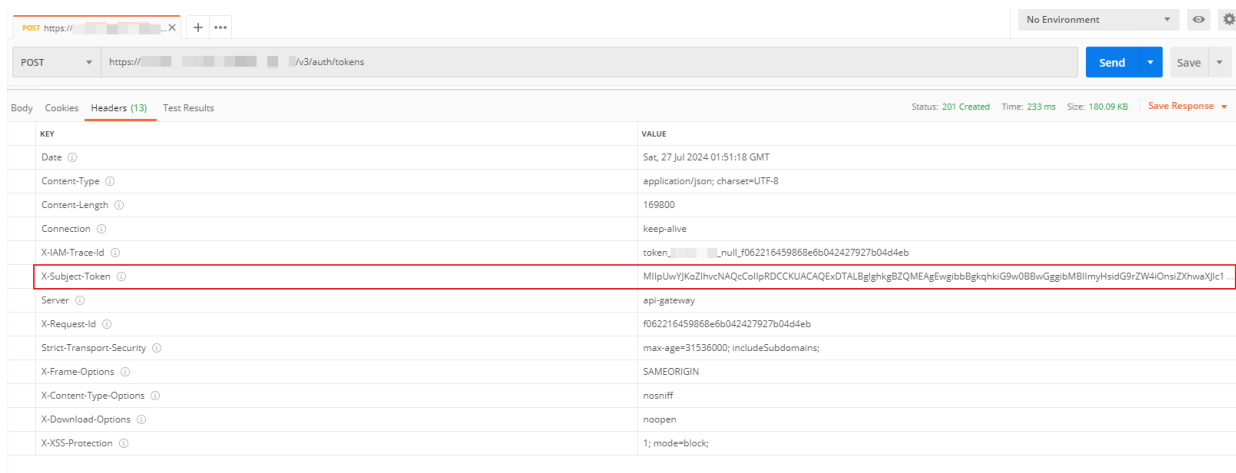 No Environment
POST https:// ...
POST https:// /v3/auth/tokens Send Save
Body Cookies Headers (13) Test Results Status: 201 Created Time: 233 ms Size: 180.09 KB Save Response
KEY VALUE
Date Sat, 27 Jul 2024 01:51:18 GMT
Content-Type application/json; charset=UTF-8
Content-Length 169800
Connection keep-alive
X-IAM-Trace-Id token_ _null_f062216459868e6b042427927b04d4eb
X-Subject-Token
Server api-gateway
X-Request-Id f062216459868e6b042427927b04d4eb
Strict-Transport-Security max-age=31536000; includeSubdomains;
X-Frame-Options SAMEORIGIN
X-Content-Type-Options nosniff
X-Download-Options noopen
X-XSS-Protection 1; mode=block;